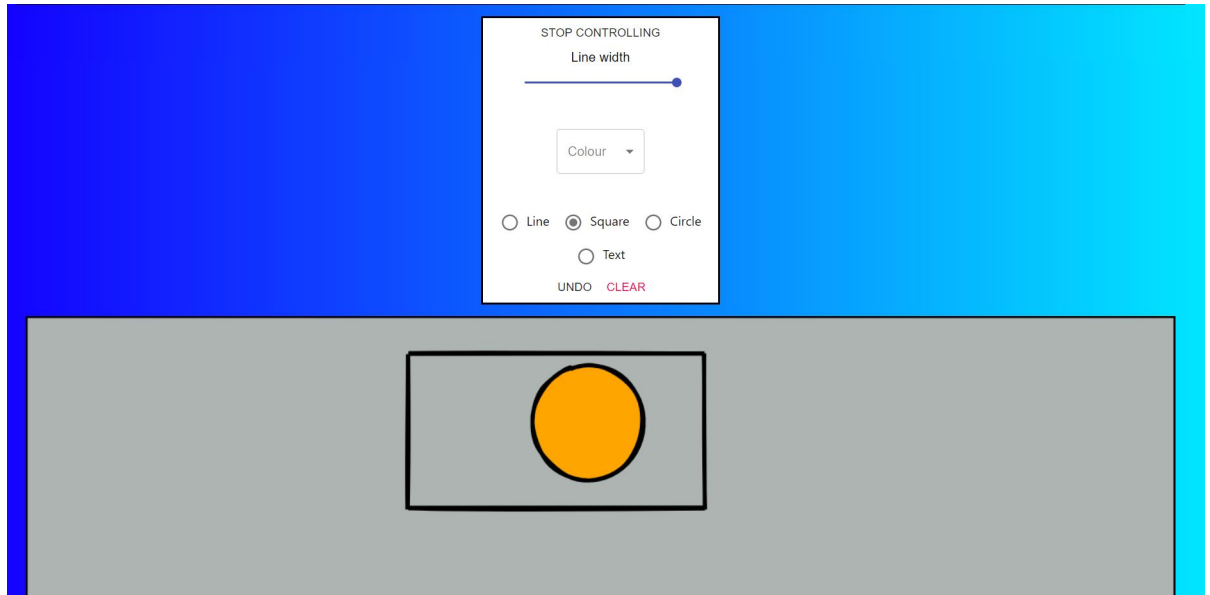 STOP CONTROLLING
Line width
Colour
Line Square Circle
Text
UNDO CLEAR